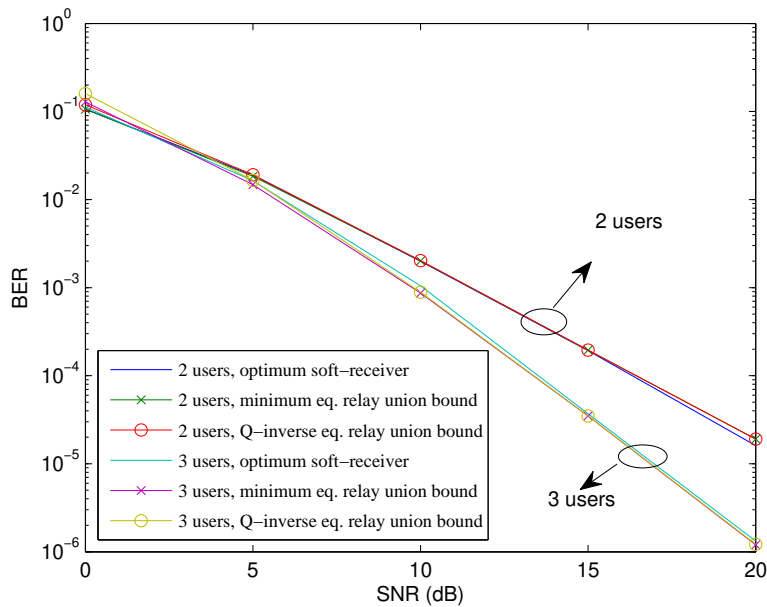 10^0
10^-1
10^-2
10^-3
10^-4
10^-5
10^-6
BER
2 users
3 users
2 users, optimum soft−receiver
2 users, minimum eq. relay union bound
2 users, Q−inverse eq. relay union bound
3 users, optimum soft−receiver
3 users, minimum eq. relay union bound
3 users, Q−inverse eq. relay union bound
0 5 10 15 20
SNR (dB)